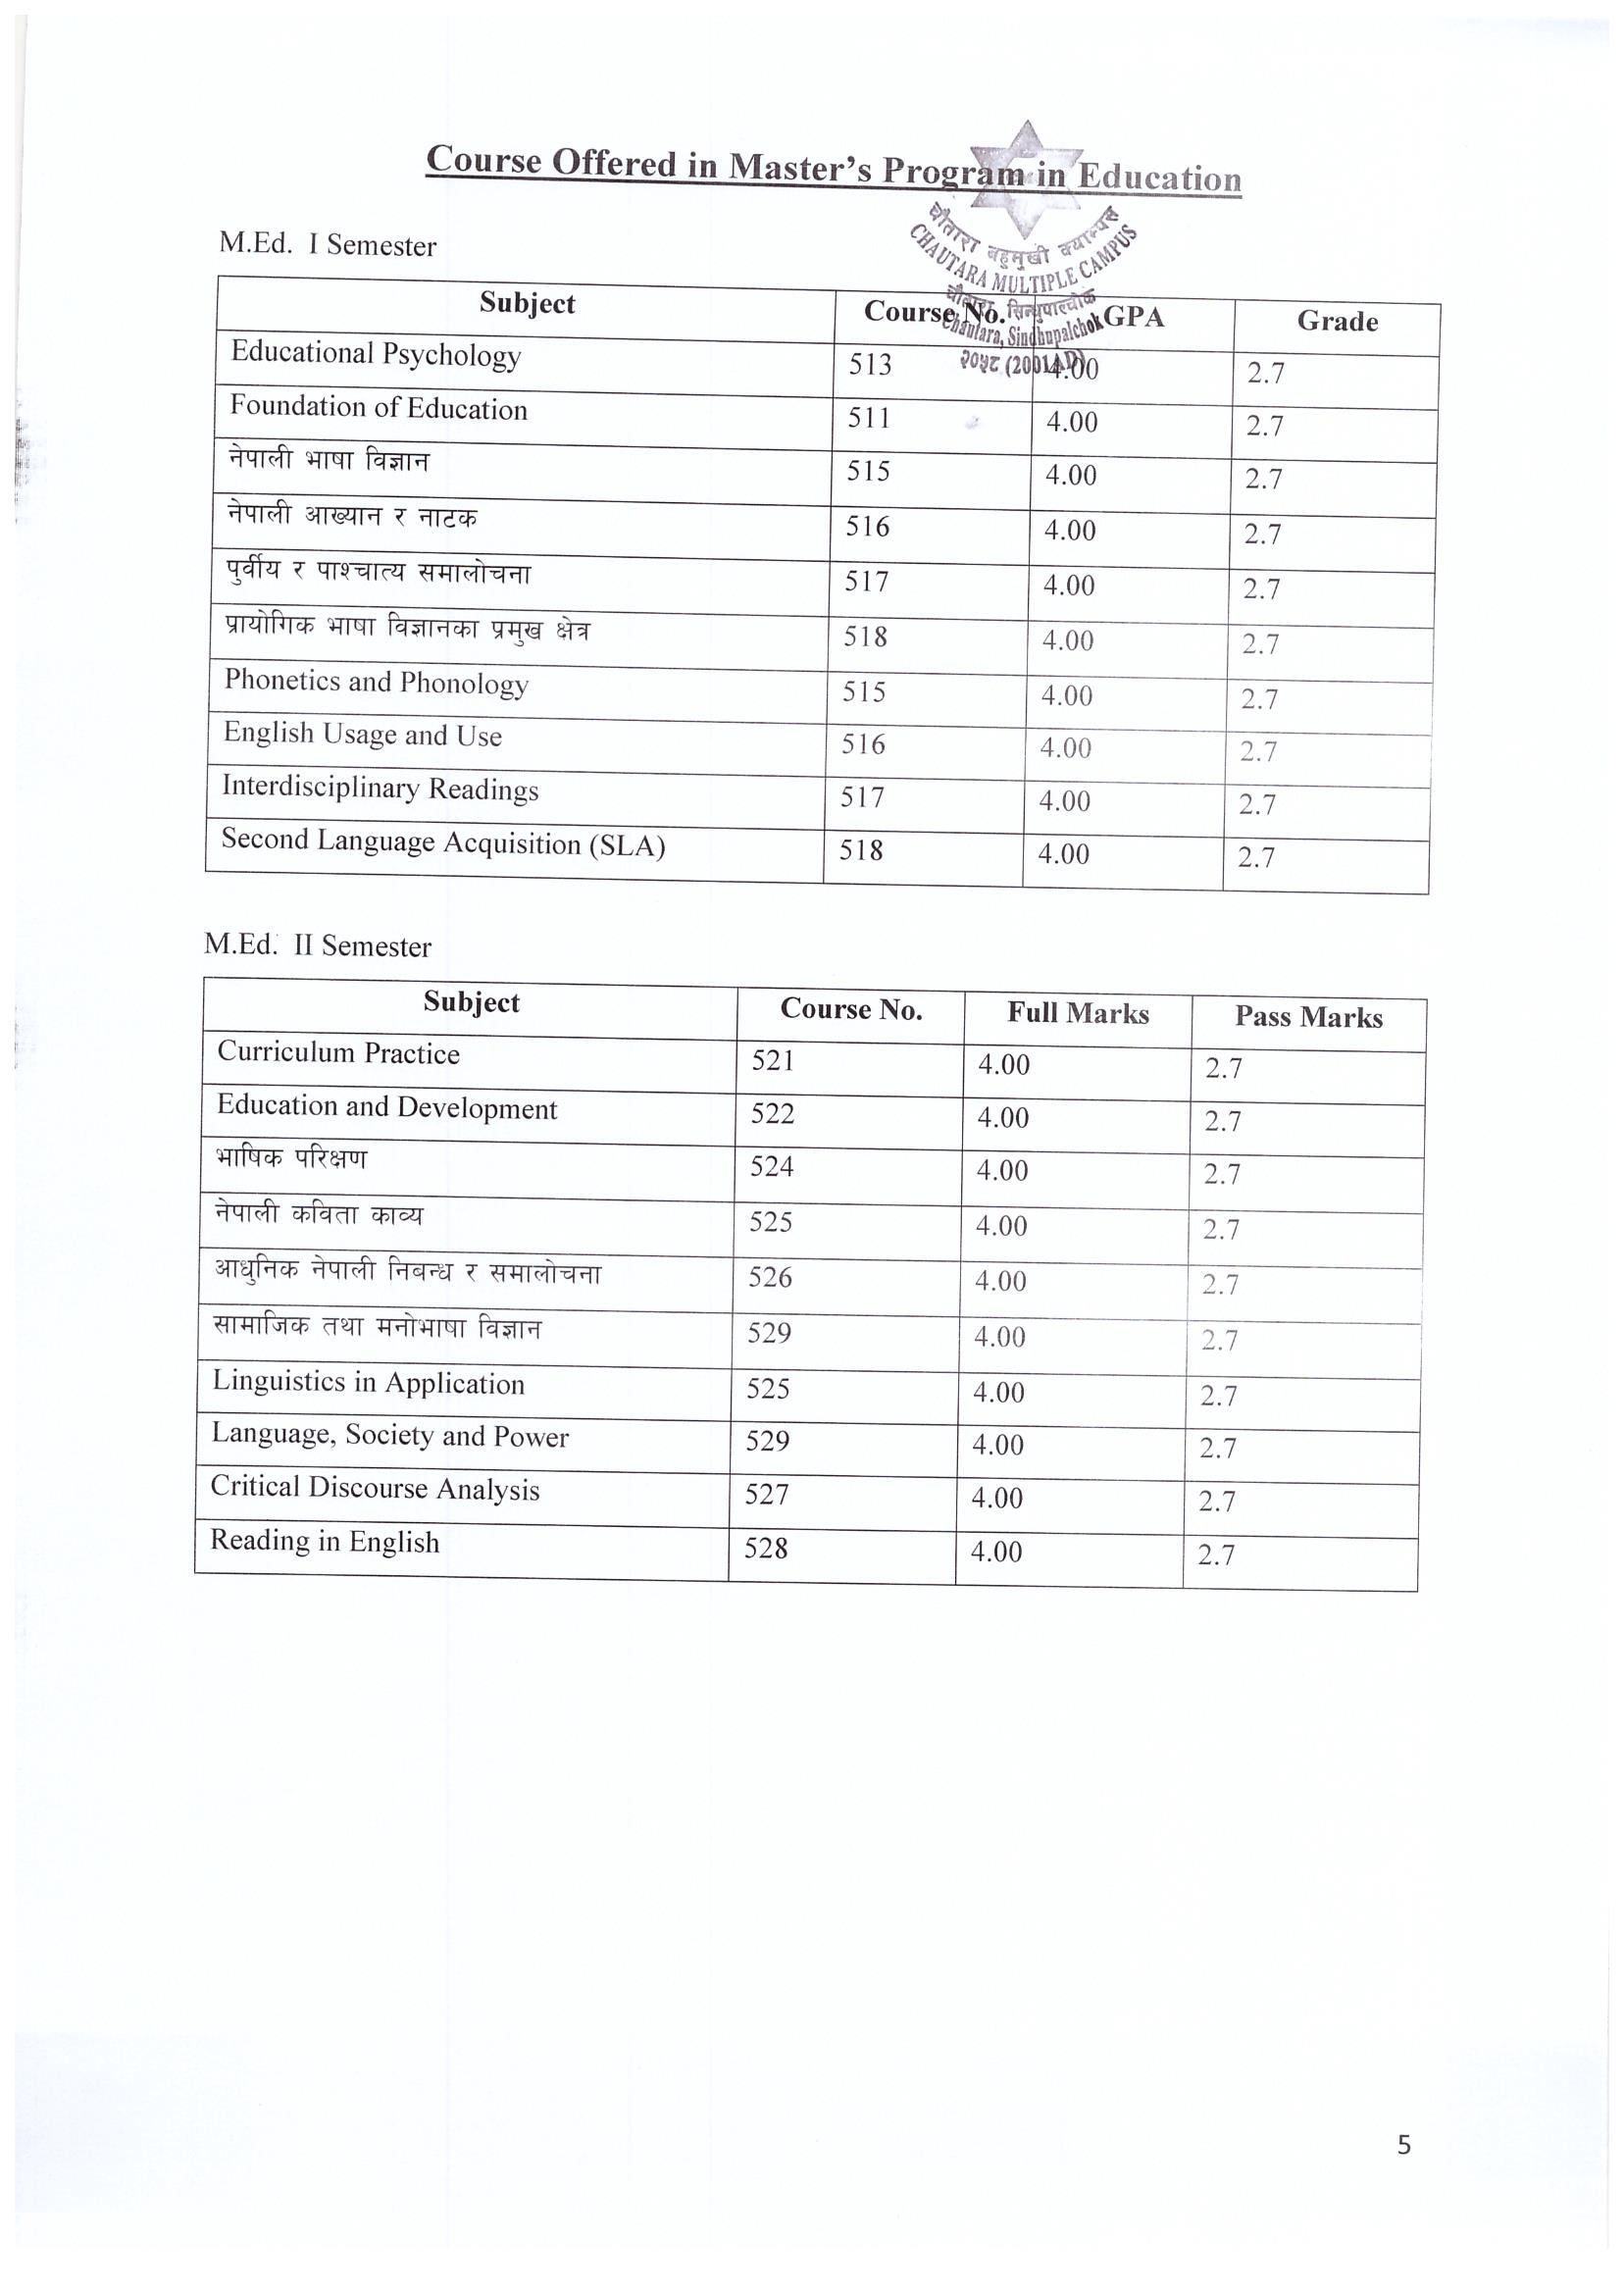 Course Offered in Master's Program in Education
चौतारा बहुमुखी क्याम्पस
CHAUTARA MULTIPLE CAMPUS
चौतारा, सिन्धुपाल्चोक
Chautara, Sindhupalchok
२०५८ (2001AD)
M.Ed. I Semester
Subject Course No. GPA Grade
Educational Psychology 513 4.00 2.7
Foundation of Education 511 4.00 2.7
नेपाली भाषा विज्ञान 515 4.00 2.7
नेपाली आख्यान र नाटक 516 4.00 2.7
पुर्वीय र पाश्चात्य समालोचना 517 4.00 2.7
प्रायोगिक भाषा विज्ञानका प्रमुख क्षेत्र 518 4.00 2.7
Phonetics and Phonology 515 4.00 2.7
English Usage and Use 516 4.00 2.7
Interdisciplinary Readings 517 4.00 2.7
Second Language Acquisition (SLA) 518 4.00 2.7
M.Ed. II Semester
Subject Course No. Full Marks Pass Marks
Curriculum Practice 521 4.00 2.7
Education and Development 522 4.00 2.7
भाषिक परिक्षण 524 4.00 2.7
नेपाली कविता काव्य 525 4.00 2.7
आधुनिक नेपाली निबन्ध र समालोचना 526 4.00 2.7
सामाजिक तथा मनोभाषा विज्ञान 529 4.00 2.7
Linguistics in Application 525 4.00 2.7
Language, Society and Power 529 4.00 2.7
Critical Discourse Analysis 527 4.00 2.7
Reading in English 528 4.00 2.7
5